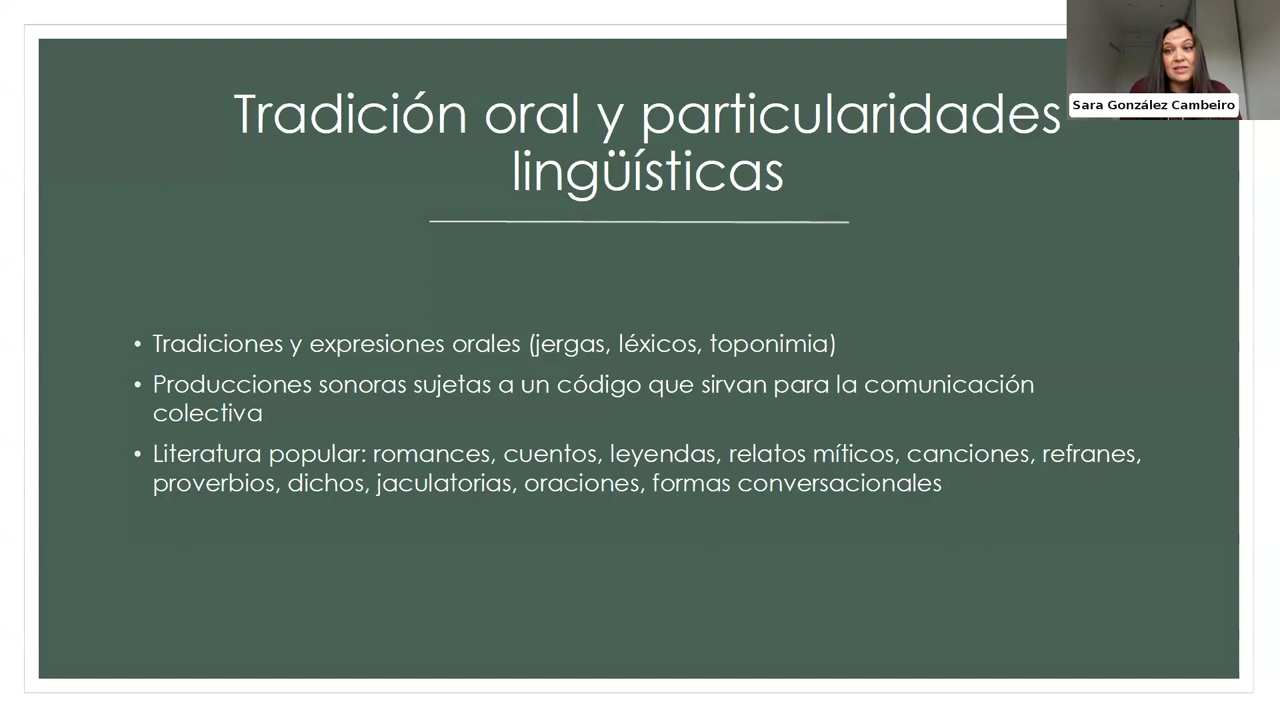 Tradición oral y particularidades
lingüísticas
Sara González Cambeiro
• Tradiciones y expresiones orales (jergas, léxicos, toponimia)
• Producciones sonoras sujetas a un código que sirvan para la comunicación
colectiva
• Literatura popular: romances, cuentos, leyendas, relatos míticos, canciones, refranes,
proverbios, dichos, jaculatorias, oraciones, formas conversacionales